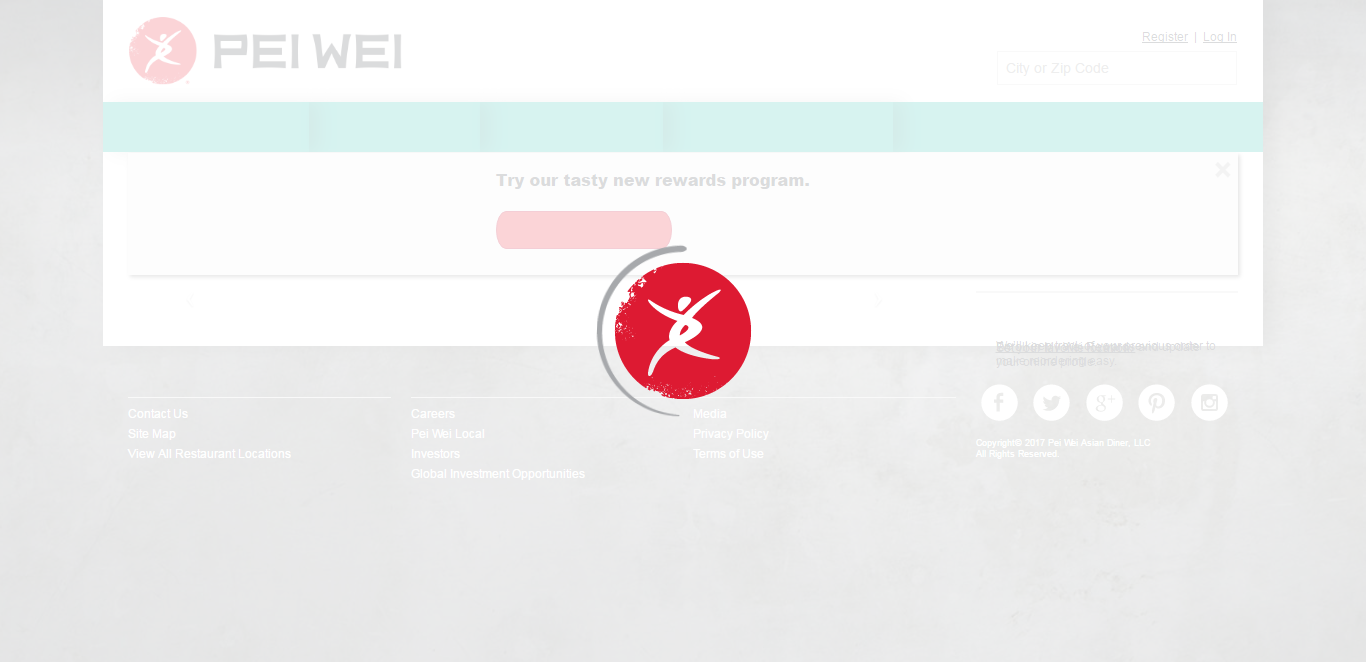 PEI WEI
Register | Log In
City or Zip Code
Try our tasty new rewards program.
Contact Us
Site Map
View All Restaurant Locations
Careers
Pei Wei Local
Investors
Global Investment Opportunities
Media
Privacy Policy
Terms of Use
Copyright© 2017 Pei Wei Asian Diner, LLC
All Rights Reserved.